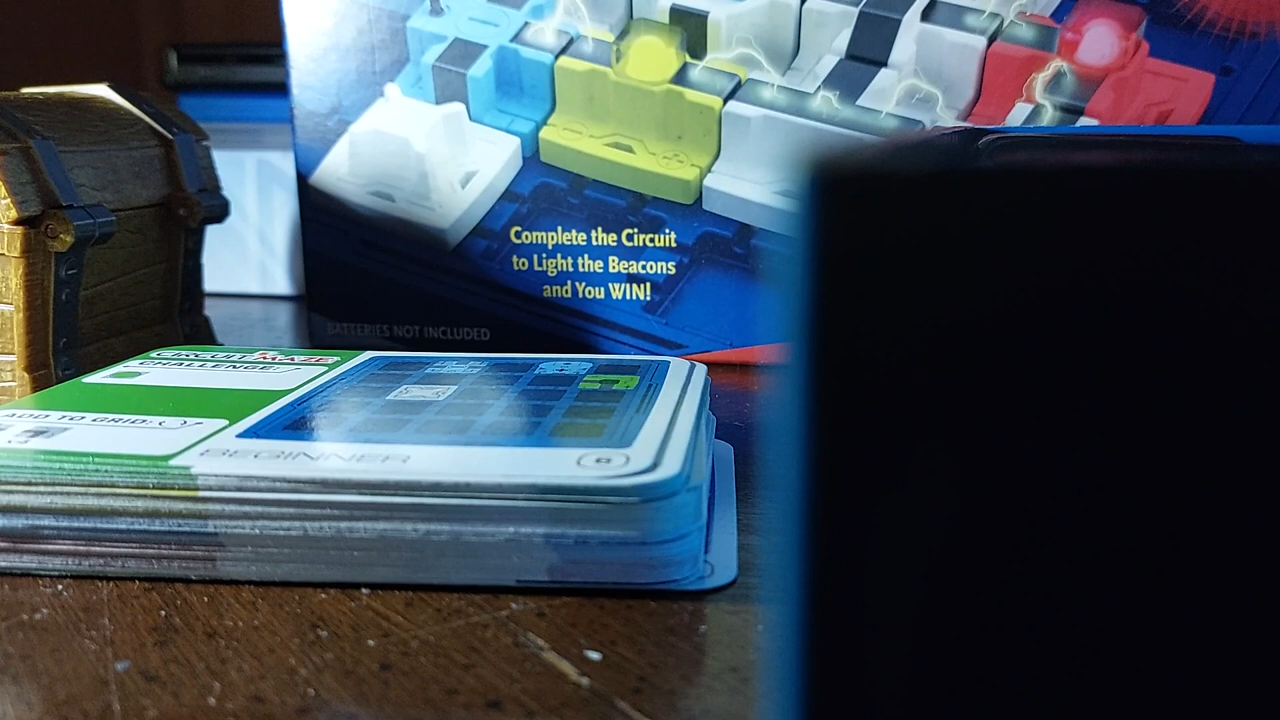 Complete the Circuit
to Light the Beacons
and You WIN!
BATTERIES NOT INCLUDED
CIRCUIT MAZE
CHALLENGE:
ADD TO GRID:
BEGINNER